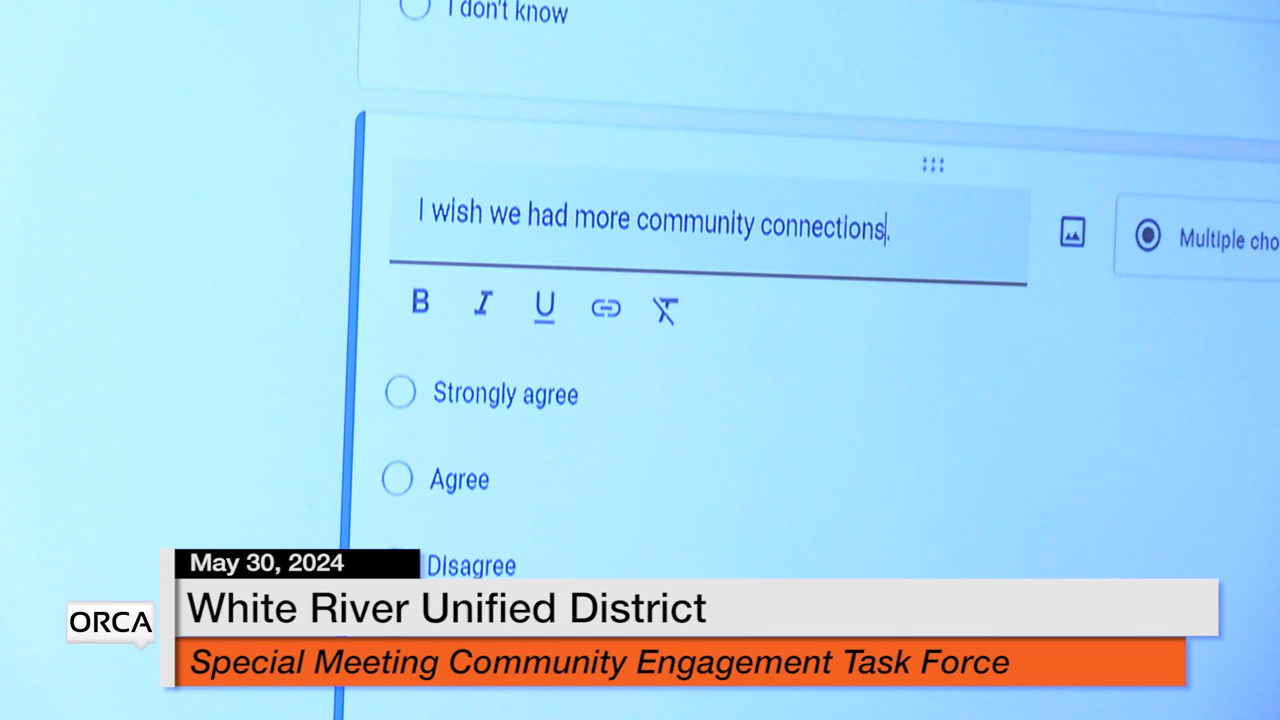 I don't know
I wish we had more community connections.
Multiple cho
B I U
Strongly agree
Agree
Disagree
May 30, 2024
White River Unified District
ORCA
Special Meeting Community Engagement Task Force